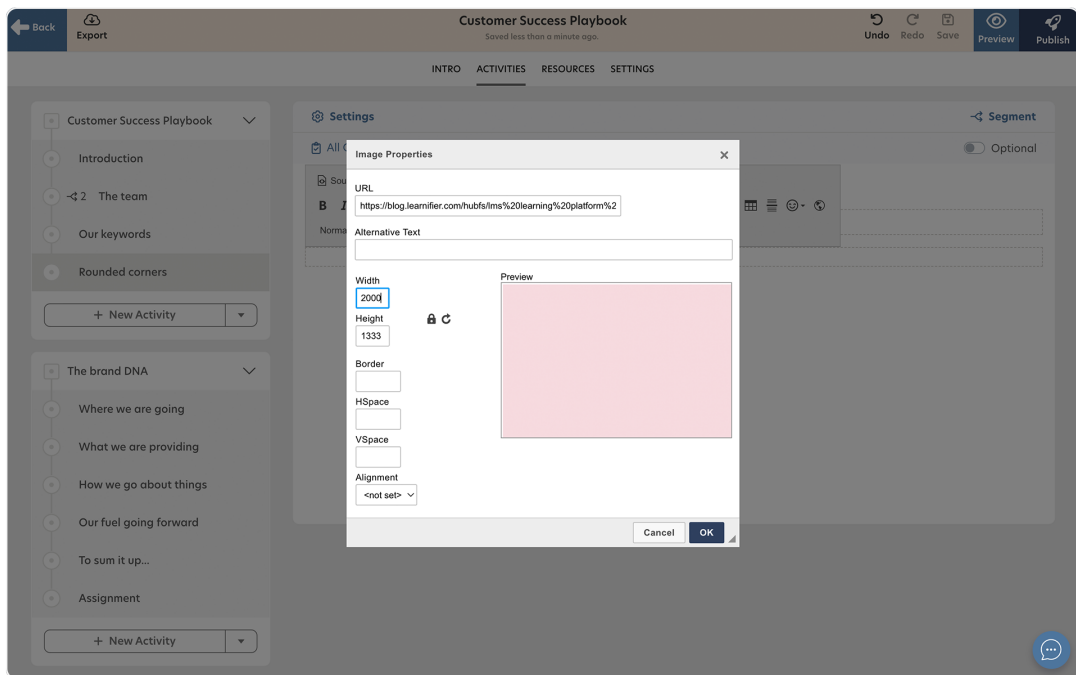 Back
Export
Customer Success Playbook
Saved less than a minute ago.
Undo
Redo
Save
Preview
Publish
INTRO
ACTIVITIES
RESOURCES
SETTINGS
Customer Success Playbook
Introduction
2 The team
Our keywords
Rounded corners
+ New Activity
The brand DNA
Where we are going
What we are providing
How we go about things
Our fuel going forward
To sum it up...
Assignment
+ New Activity
Settings
Segment
All
Optional
B
Image Properties
URL
https://blog.learnifier.com/hubfs/lms%20learning%20platform%2
Alternative Text
Width
2000
Height
1333
Border
HSpace
VSpace
Alignment
<not set>
Preview
Cancel
OK